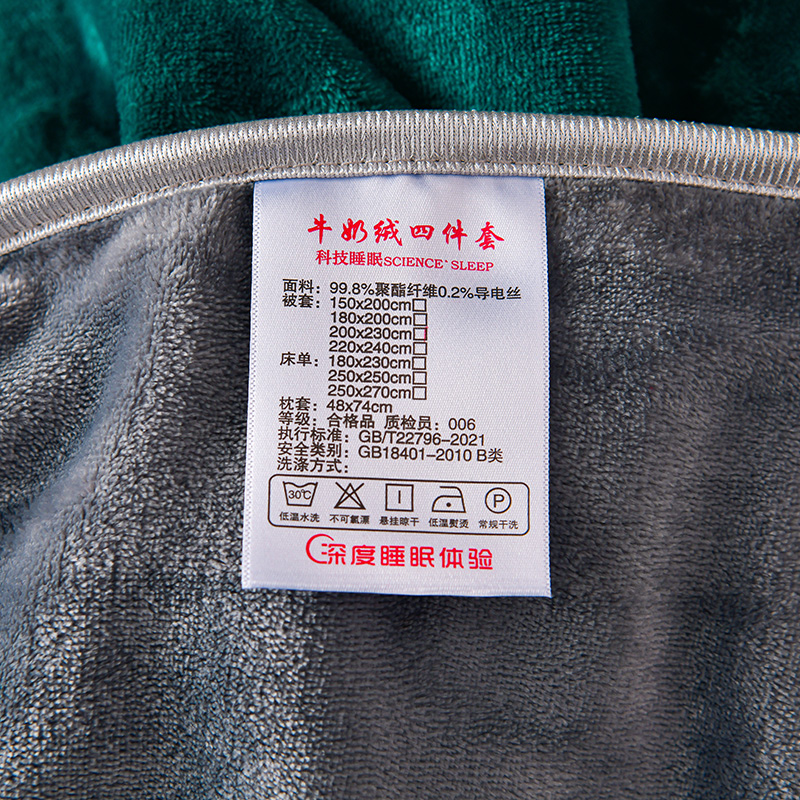 牛奶绒四件套
科技睡眠SCIENCE`SLEEP
面料：99.8%聚酯纤维0.2%导电丝
被套：150x200cm□
180x200cm□
200x230cm□
220x240cm□
床单：180x230cm□
250x250cm□
250x270cm□
枕套：48x74cm
等级：合格品 质检员：006
执行标准：GB/T22796-2021
安全类别：GB18401-2010 B类
洗涤方式：
30℃ P
低温水洗 不可氯漂 悬挂晾干 低温熨烫 常规干洗
深度睡眠体验